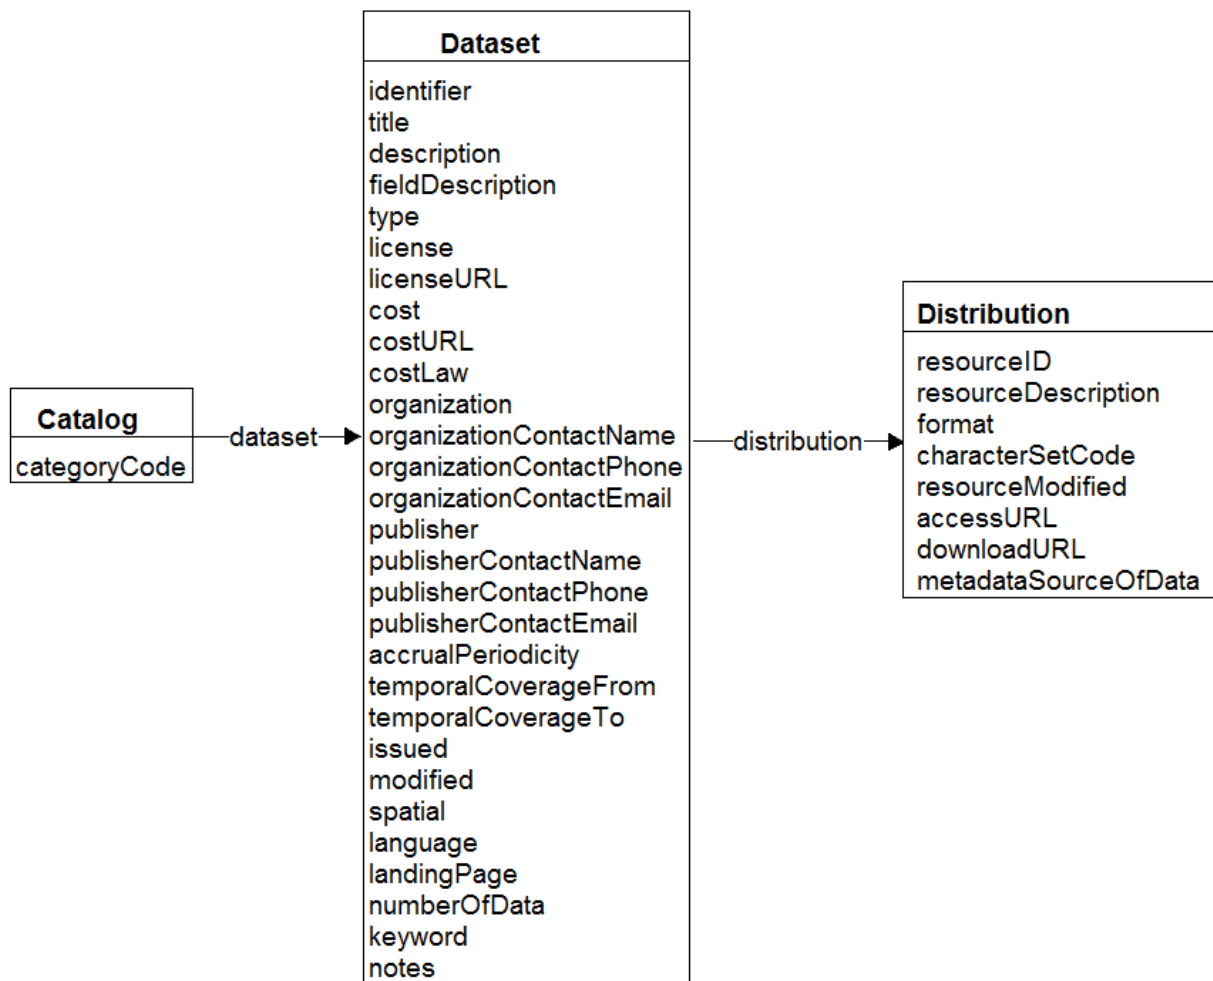 Dataset
identifier
title
description
fieldDescription
type
license
licenseURL
cost
costURL
costLaw
organization
organizationContactName
organizationContactPhone
organizationContactEmail
publisher
publisherContactName
publisherContactPhone
publisherContactEmail
accrualPeriodicity
temporalCoverageFrom
temporalCoverageTo
issued
modified
spatial
language
landingPage
numberOfData
keyword
notes
Catalog
categoryCode
dataset
distribution
Distribution
resourceID
resourceDescription
format
characterSetCode
resourceModified
accessURL
downloadURL
metadataSourceOfData